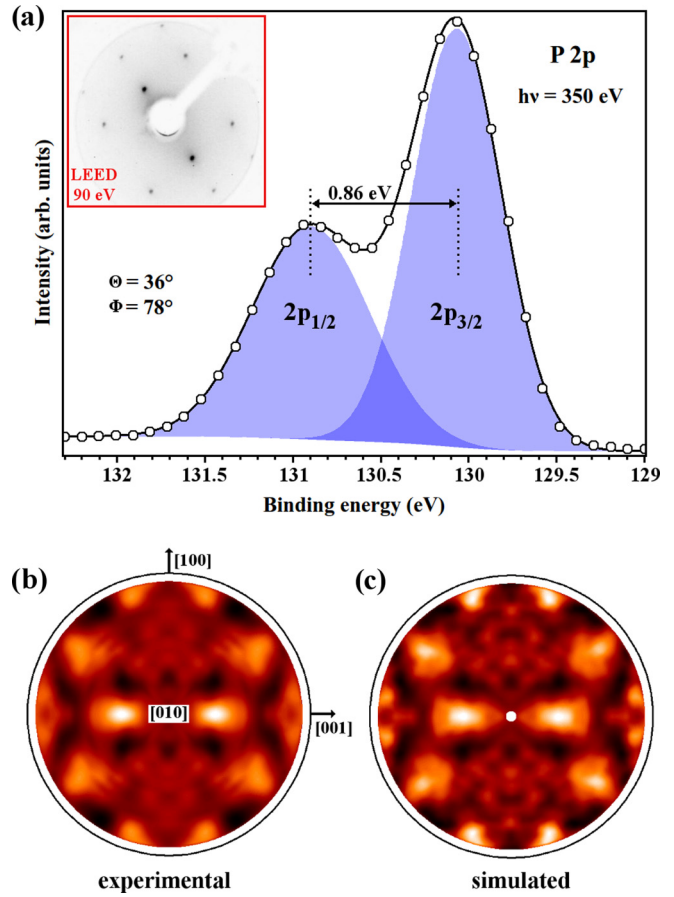 (a)
P 2p
hν = 350 eV
LEED
90 eV
0.86 eV
Θ = 36°
Φ = 78°
2p1/2
2p3/2
Intensity (arb. units)
132 131.5 131 130.5 130 129.5 129
Binding energy (eV)
(b)
[100]
(c)
[010]
[001]
experimental
simulated